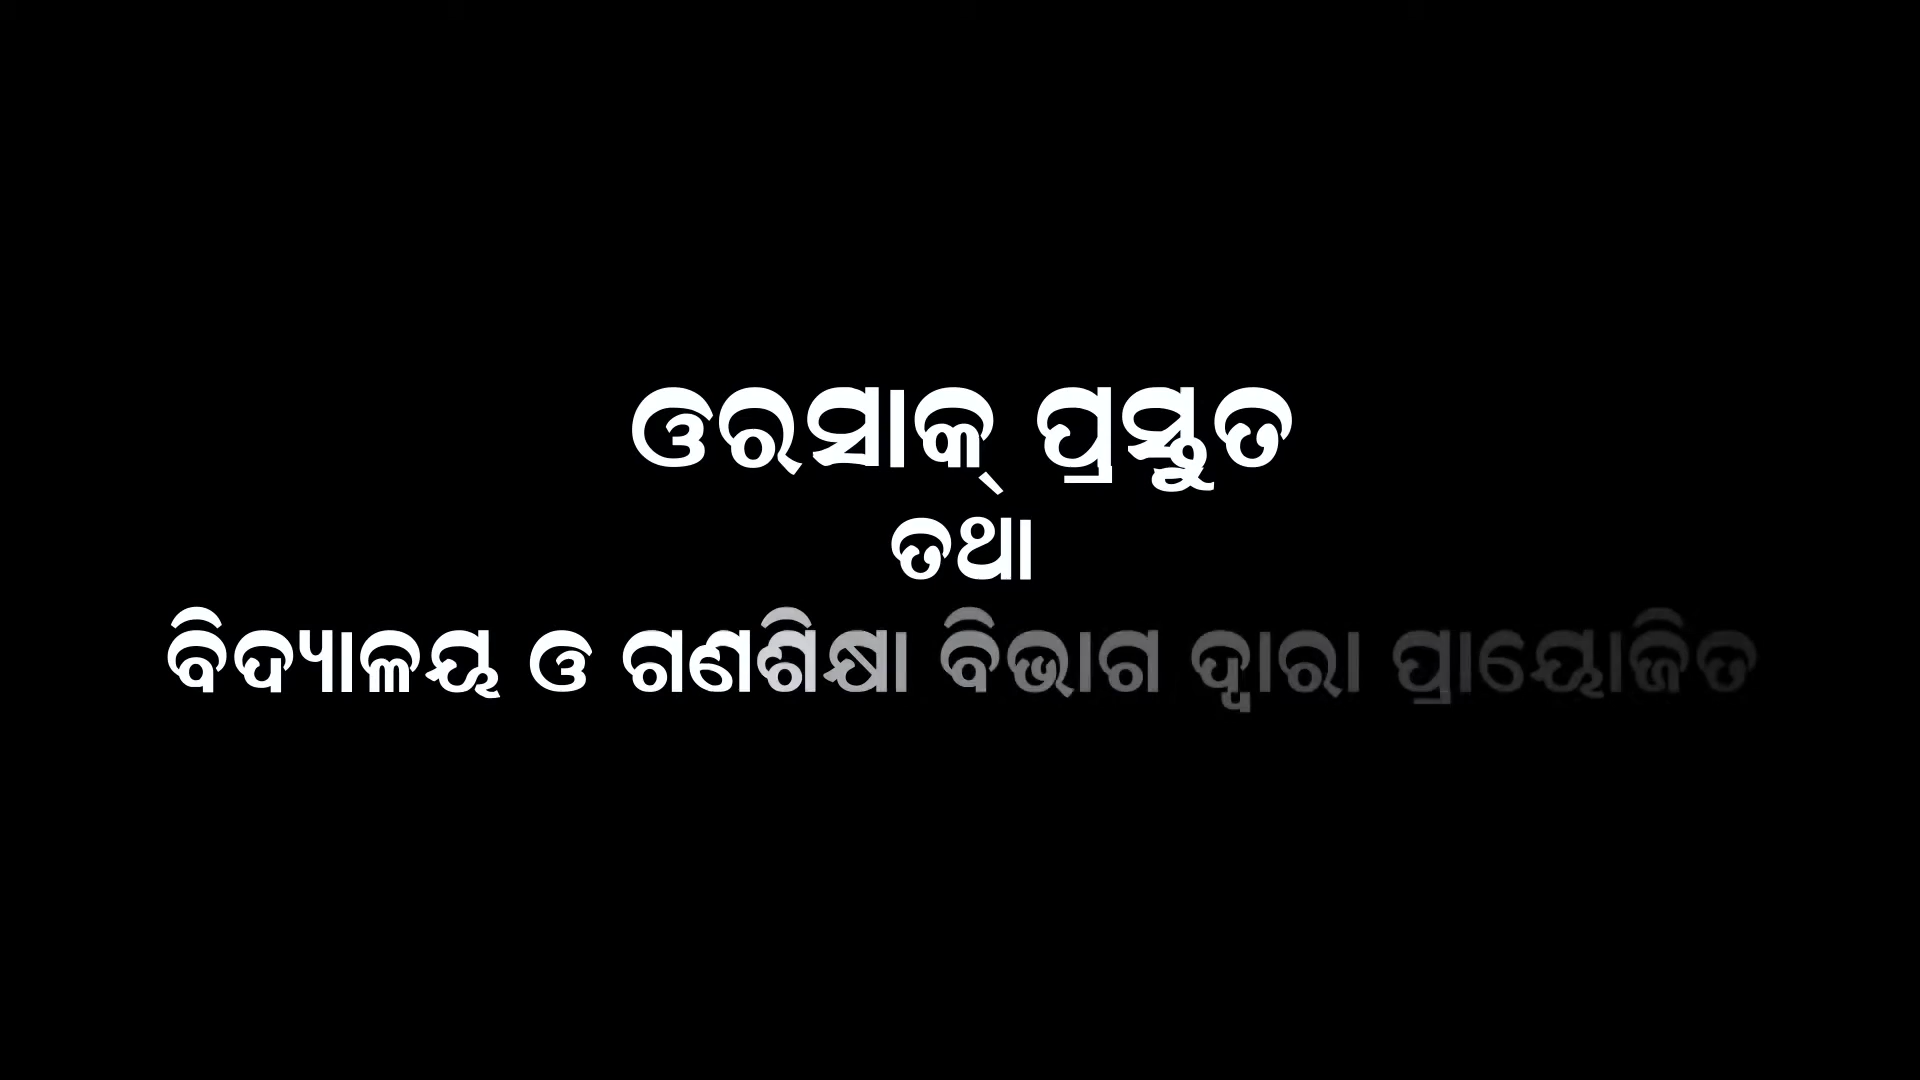 ଓରସାକ୍ ପ୍ରସ୍ତୁତ
ତଥା
ବିଦ୍ୟାଳୟ ଓ ଗଣଶିକ୍ଷା ବିଭାଗ ଦ୍ୱାରା ପ୍ରାୟୋଜିତ